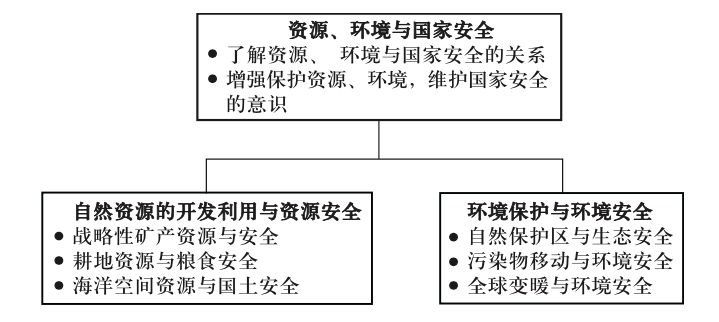 资源、环境与国家安全
● 了解资源、 环境与国家安全的关系
● 增强保护资源、环境，维护国家安全
的意识
自然资源的开发利用与资源安全
● 战略性矿产资源与安全
● 耕地资源与粮食安全
● 海洋空间资源与国土安全
环境保护与环境安全
● 自然保护区与生态安全
● 污染物移动与环境安全
● 全球变暖与环境安全